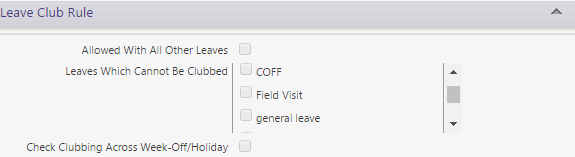 Leave Club Rule
Allowed With All Other Leaves
Leaves Which Cannot Be Clubbed
COFF
Field Visit
general leave
Check Clubbing Across Week-Off/Holiday